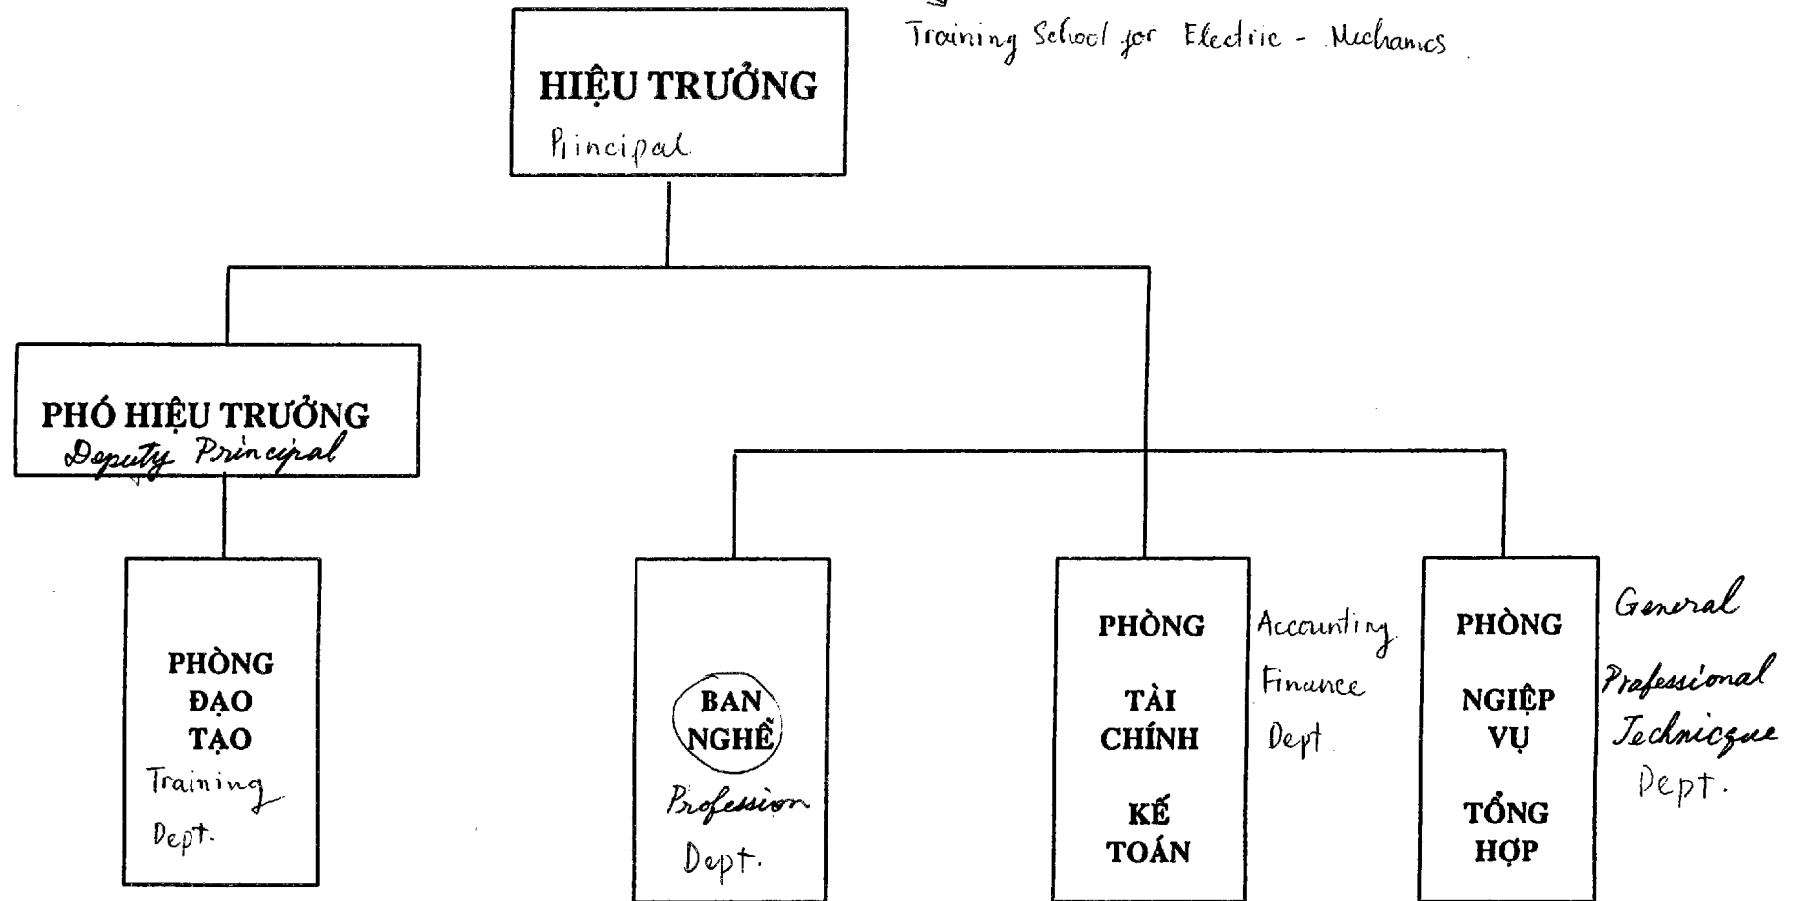 Training School for Electric - Mechanics.
HIỆU TRƯỞNG
Principal
PHÓ HIỆU TRƯỞNG
Deputy Principal
PHÒNG
ĐẠO
TẠO
Training
Dept.
BAN
NGHỀ
Profession
Dept.
PHÒNG
TÀI
CHÍNH
KẾ
TOÁN
Accounting
Finance
Dept.
PHÒNG
NGIỆP
VỤ
TỔNG
HỢP
General
Professional
Technicque
Dept.